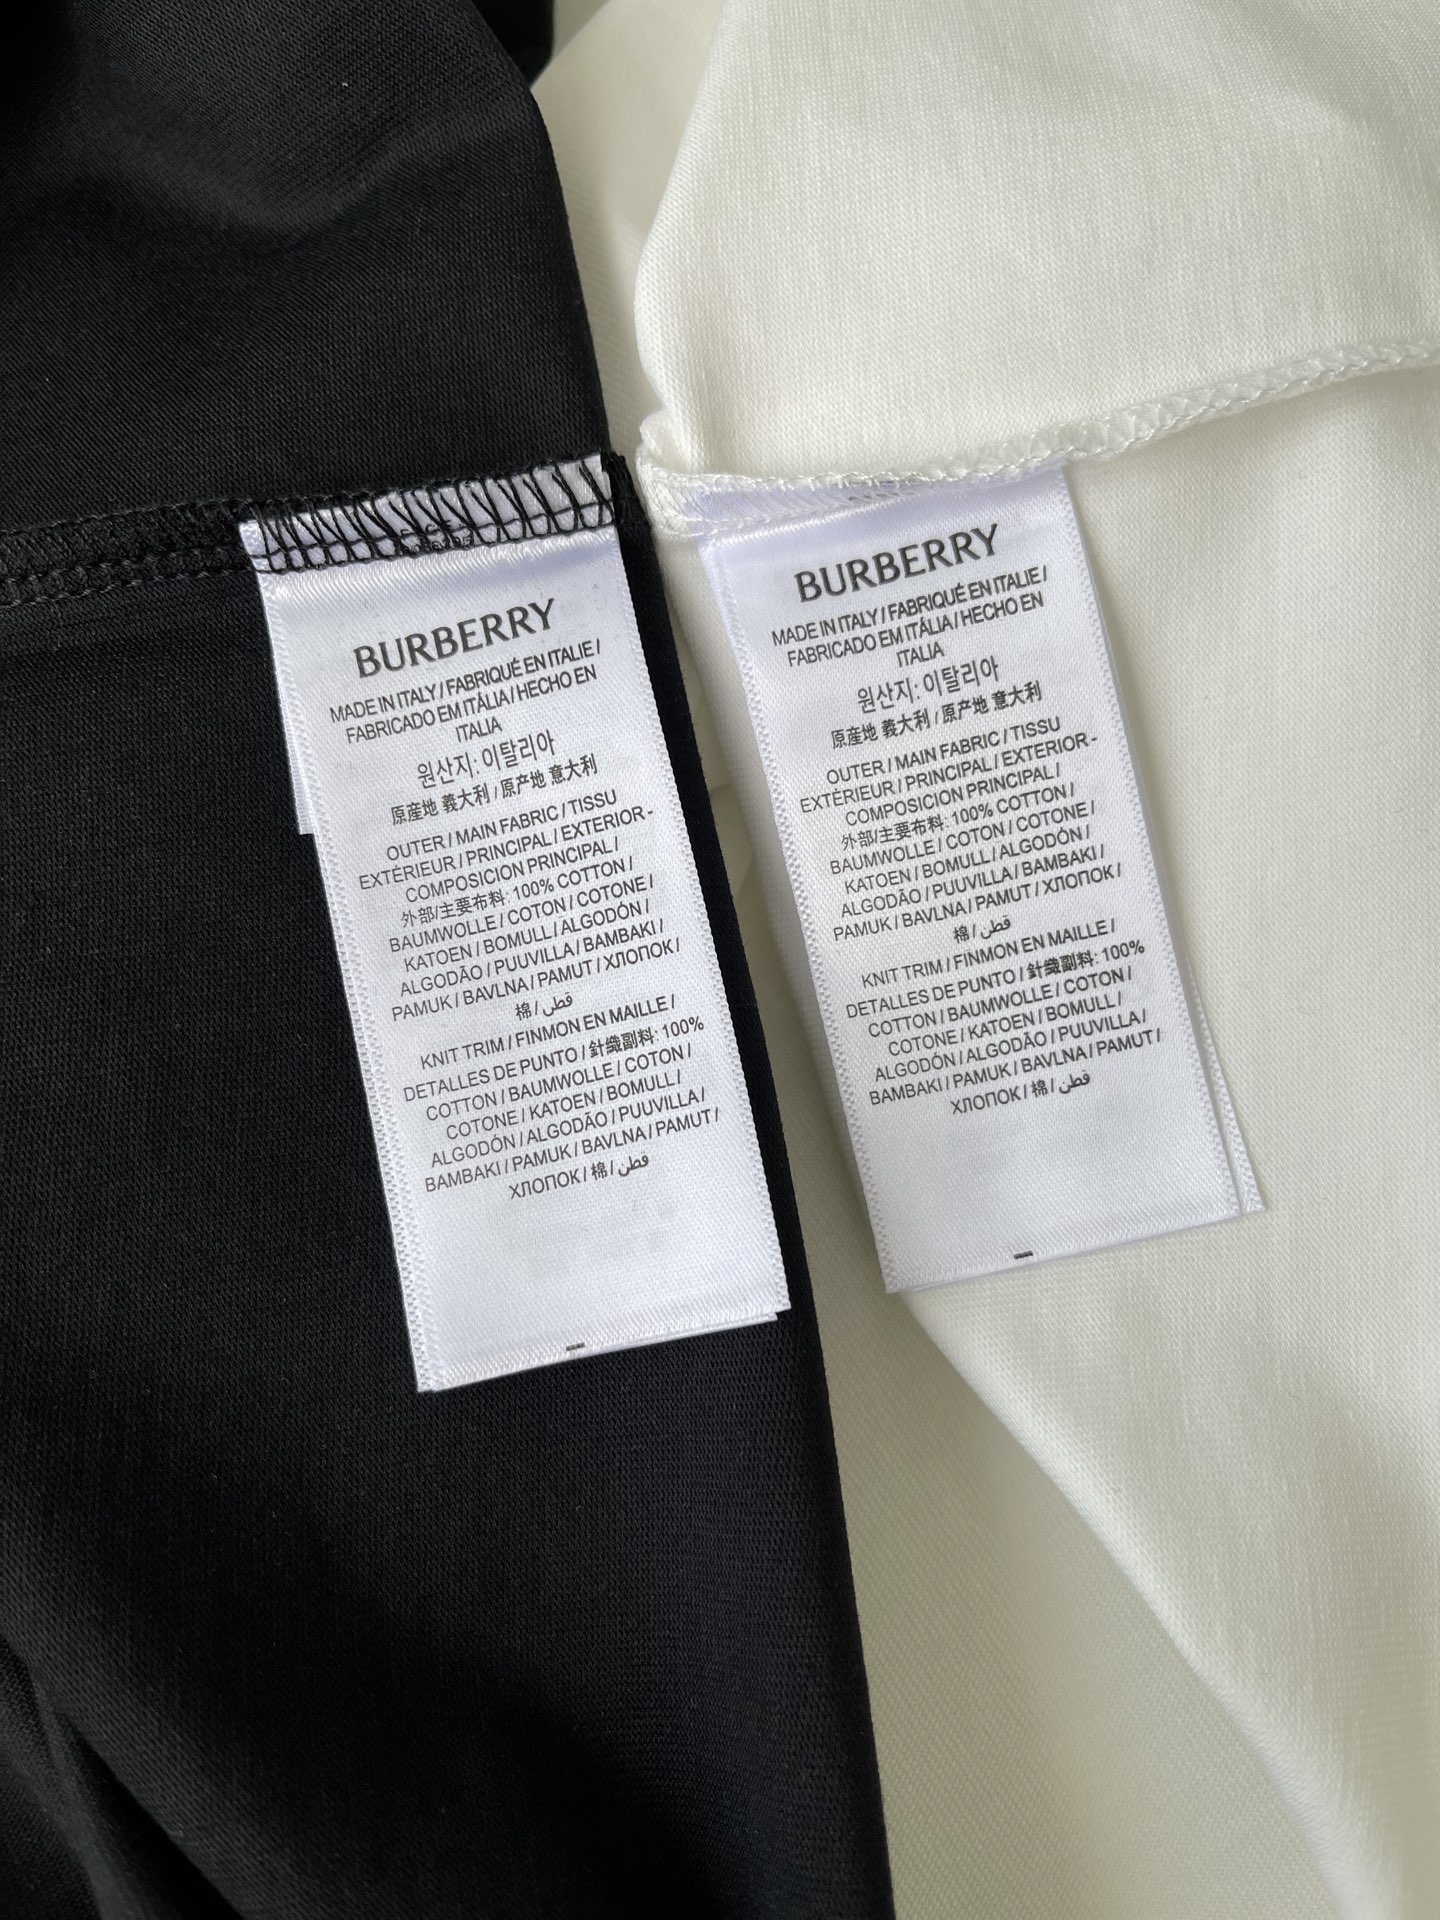 BURBERRY
MADE IN ITALY / FABRIQUÉ EN ITALIE /
FABRICADO EM ITÁLIA / HECHO EN
ITALIA
원산지: 이탈리아
原産地 義大利 / 原产地 意大利
OUTER / MAIN FABRIC / TISSU
EXTÉRIEUR / PRINCIPAL / EXTERIOR -
COMPOSICION PRINCIPAL /
外部/主要布料: 100% COTTON /
BAUMWOLLE / COTON / COTONE /
KATOEN / BOMULL / ALGODÓN /
ALGODÃO / PUUVILLA / BAMBAKI /
PAMUK / BAVLNA / PAMUT / ХЛОПОК /
棉 / قطن
KNIT TRIM / FINMON EN MAILLE /
DETALLES DE PUNTO / 針織副料: 100%
COTTON / BAUMWOLLE / COTON /
COTONE / KATOEN / BOMULL /
ALGODÓN / ALGODÃO / PUUVILLA /
BAMBAKI / PAMUK / BAVLNA / PAMUT /
ХЛОПОК / 棉 / قطن
BURBERRY
MADE IN ITALY / FABRIQUÉ EN ITALIE /
FABRICADO EM ITÁLIA / HECHO EN
ITALIA
원산지: 이탈리아
原産地 義大利 / 原产地 意大利
OUTER / MAIN FABRIC / TISSU
EXTÉRIEUR / PRINCIPAL / EXTERIOR -
COMPOSICION PRINCIPAL /
外部/主要布料: 100% COTTON /
BAUMWOLLE / COTON / COTONE /
KATOEN / BOMULL / ALGODÓN /
ALGODÃO / PUUVILLA / BAMBAKI /
PAMUK / BAVLNA / PAMUT / ХЛОПОК /
棉 / قطن
KNIT TRIM / FINMON EN MAILLE /
DETALLES DE PUNTO / 針織副料: 100%
COTTON / BAUMWOLLE / COTON /
COTONE / KATOEN / BOMULL /
ALGODÓN / ALGODÃO / PUUVILLA /
BAMBAKI / PAMUK / BAVLNA / PAMUT /
ХЛОПОК / 棉 / قطن